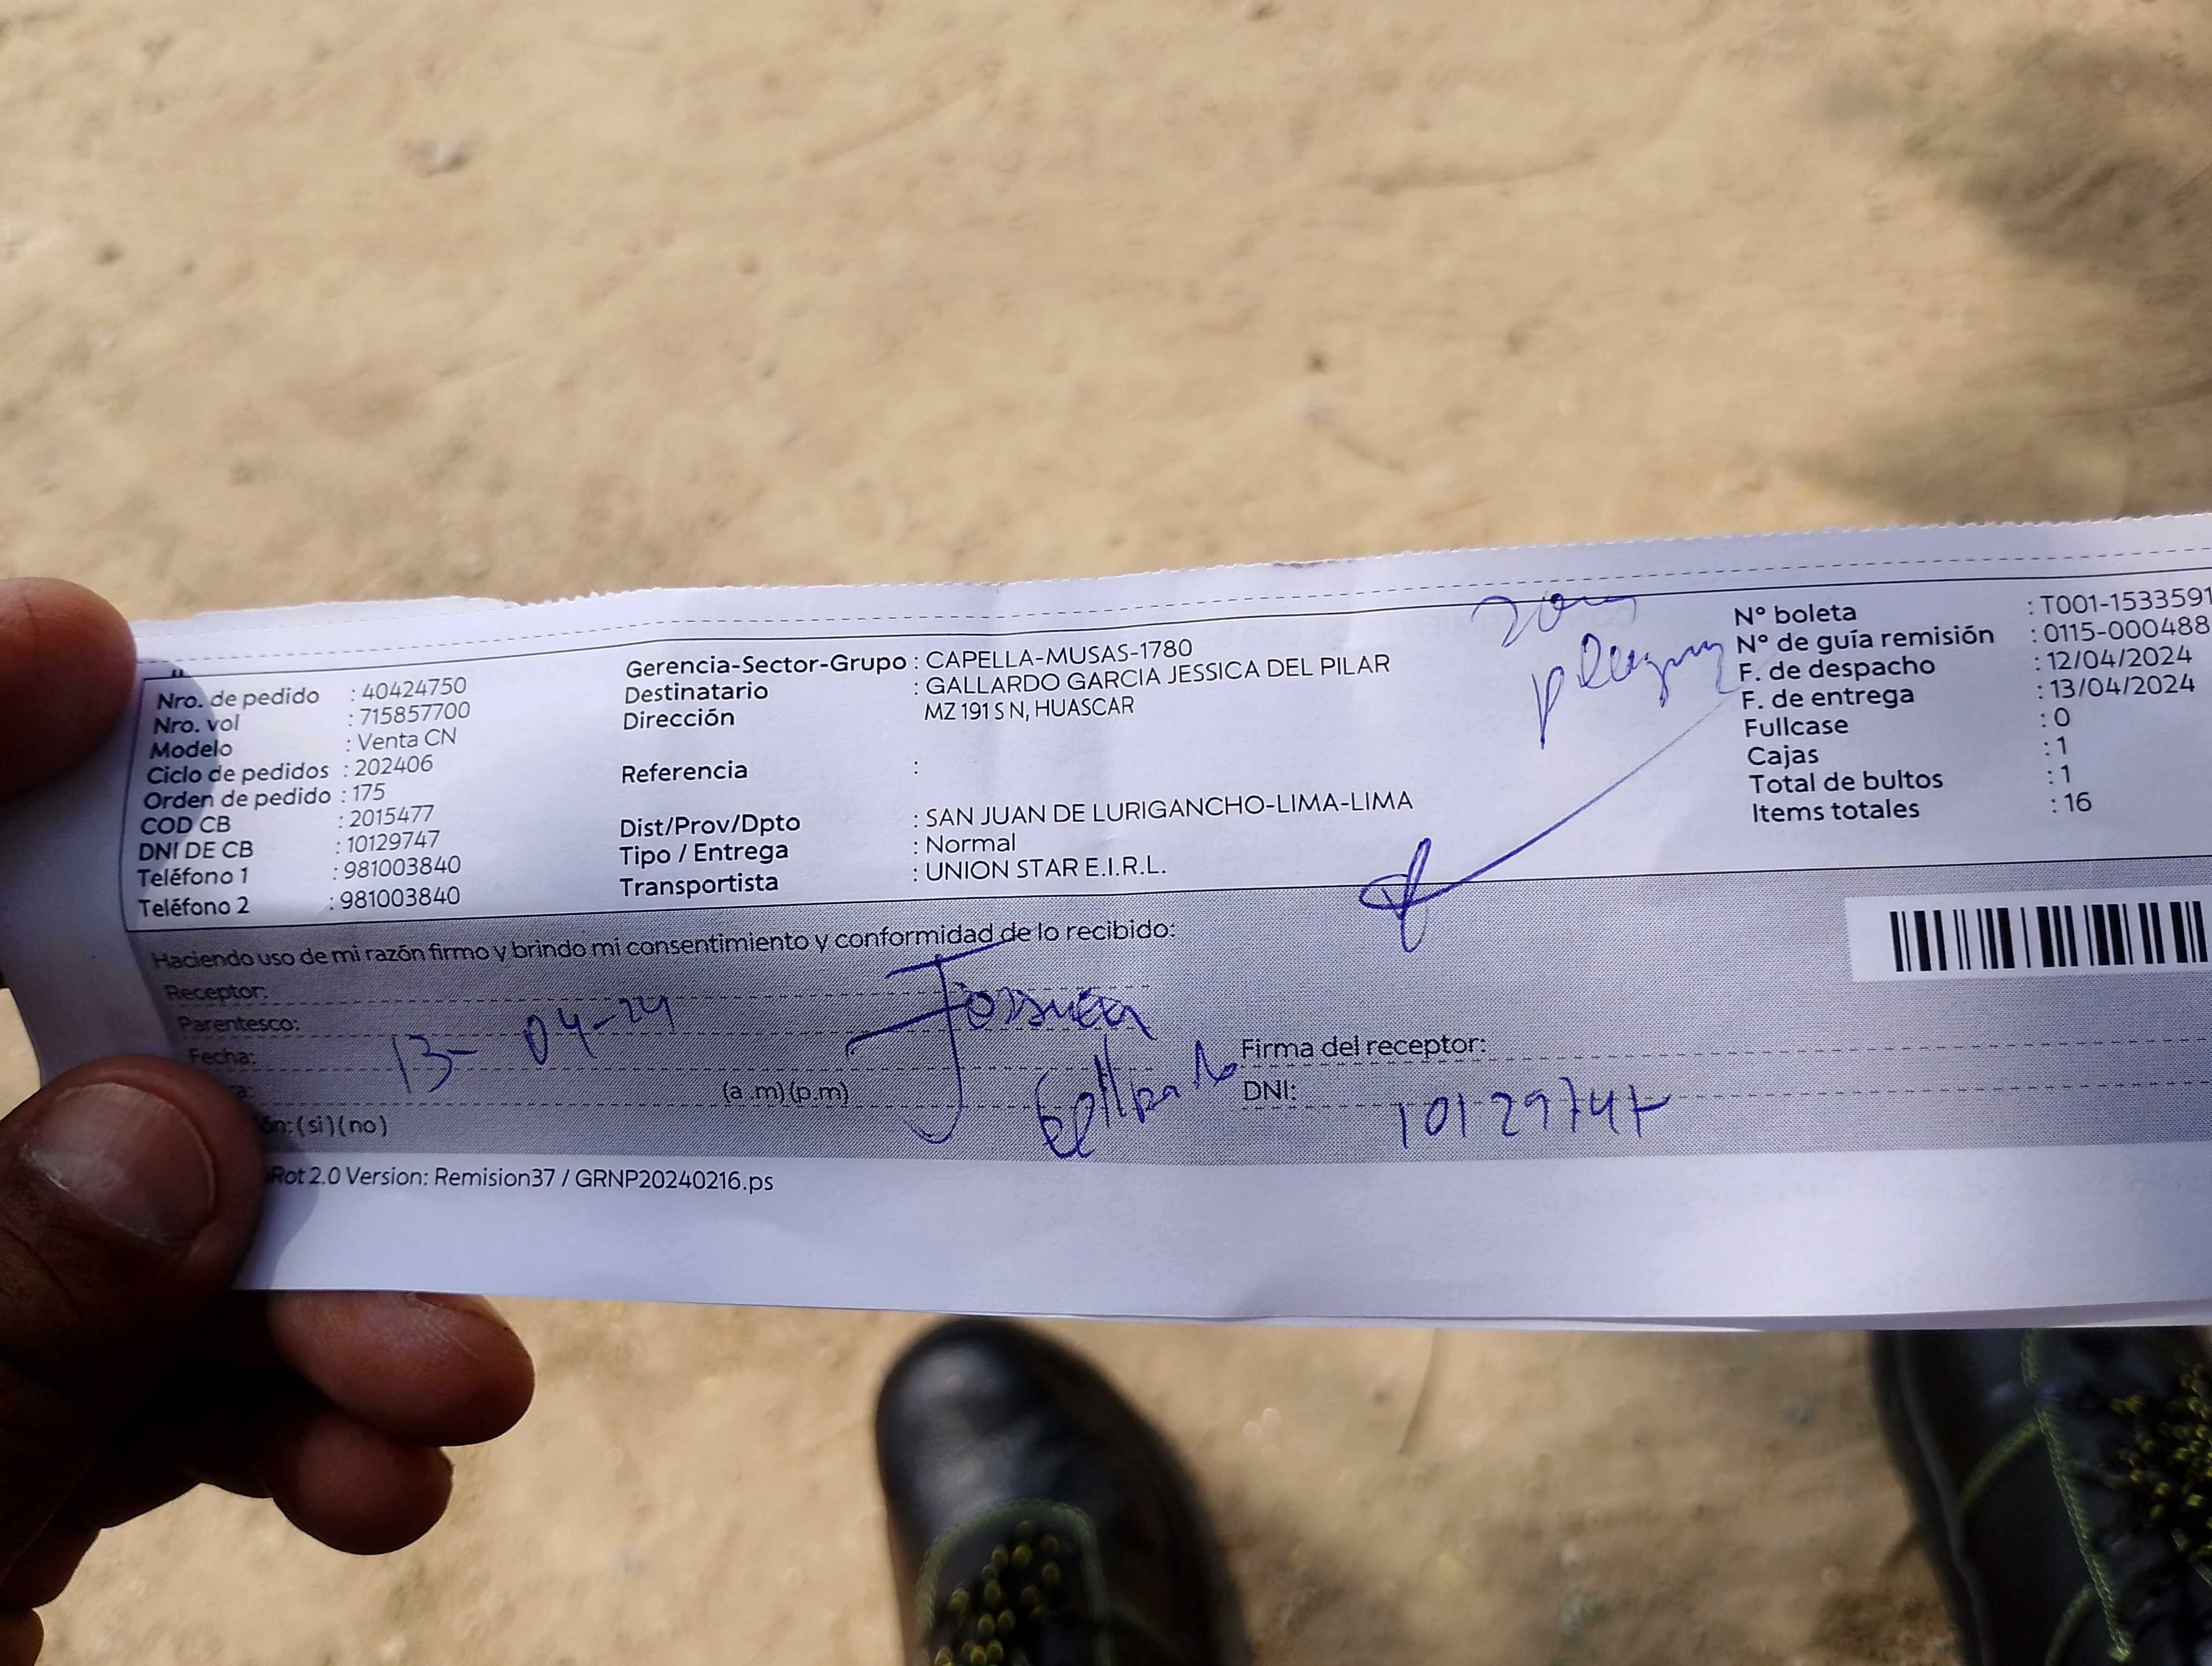 Nro. de pedido : 40424750
Nro. vol : 715857700
Modelo : Venta CN
Ciclo de pedidos : 202406
Orden de pedido : 175
COD CB : 2015477
DNI DE CB : 10129747
Teléfono 1 : 981003840
Teléfono 2 : 981003840
Gerencia-Sector-Grupo : CAPELLA-MUSAS-1780
Destinatario : GALLARDO GARCIA JESSICA DEL PILAR
Dirección MZ 191 S N, HUASCAR
Referencia :
Dist/Prov/Dpto : SAN JUAN DE LURIGANCHO-LIMA-LIMA
Tipo / Entrega : Normal
Transportista : UNION STAR E.I.R.L.
N° boleta : T001-1533591
N° de guía remisión : 0115-000488
F. de despacho : 12/04/2024
F. de entrega : 13/04/2024
Fullcase : 0
Cajas : 1
Total de bultos : 1
Items totales : 16
Haciendo uso de mi razón firmo y brindo mi consentimiento y conformidad de lo recibido:
Receptor:
Parentesco:
Fecha: 13-04-24
(a.m)(p.m)
(si)(no)
Firma del receptor:
DNI: 10129747
Rot 2.0 Version: Remision37 / GRNP20240216.ps